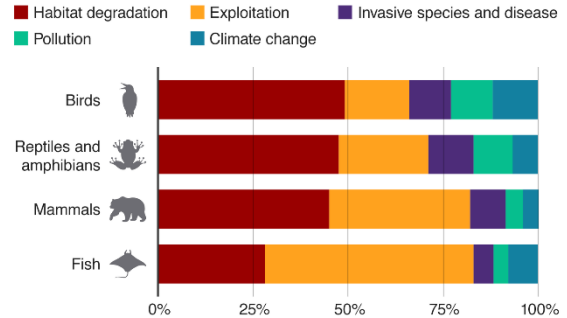 Habitat degradation Exploitation Invasive species and disease
Pollution Climate change
Birds
Reptiles and
amphibians
Mammals
Fish
0% 25% 50% 75% 100%